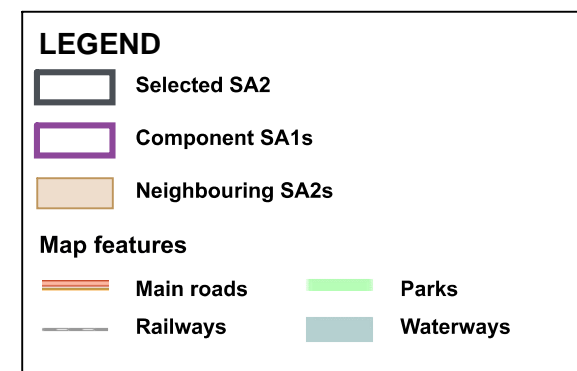 LEGEND
Selected SA2
Component SA1s
Neighbouring SA2s
Map features
Main roads
Parks
Railways
Waterways